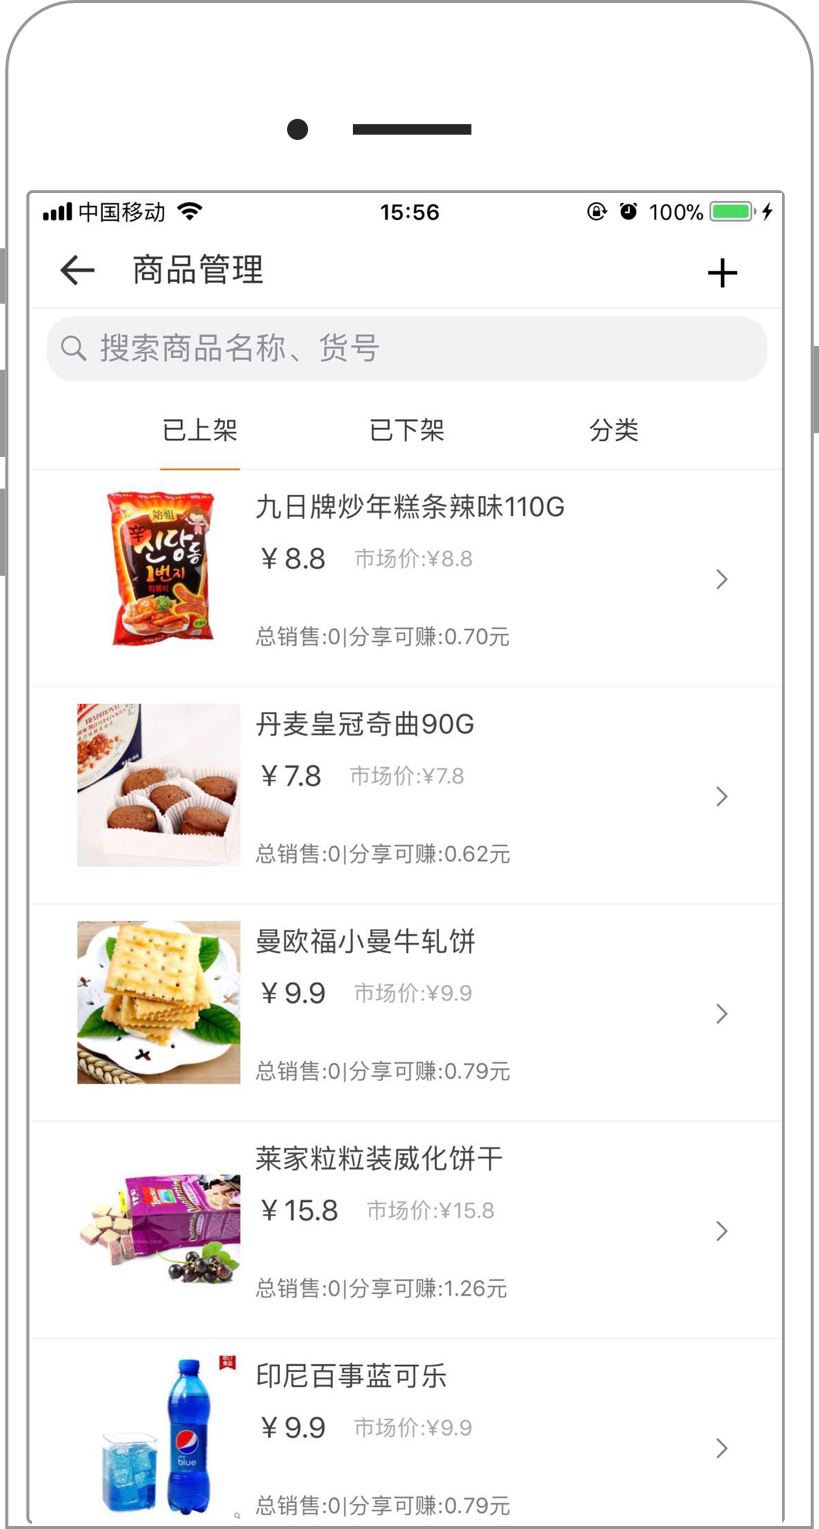 中国移动
15:56
100%
商品管理
搜索商品名称、货号
已上架
已下架
分类
始祖
辛
신당동
1번지
九日牌炒年糕条辣味110G
¥8.8 市场价:¥8.8
总销售:0|分享可赚:0.70元
TRADITIONAL
丹麦皇冠奇曲90G
¥7.8 市场价:¥7.8
总销售:0|分享可赚:0.62元
曼欧福小曼牛轧饼
¥9.9 市场价:¥9.9
总销售:0|分享可赚:0.79元
莱家粒粒装威化饼干
¥15.8 市场价:¥15.8
总销售:0|分享可赚:1.26元
印尼百事蓝可乐
¥9.9 市场价:¥9.9
blue
总销售:0|分享可赚:0.79元